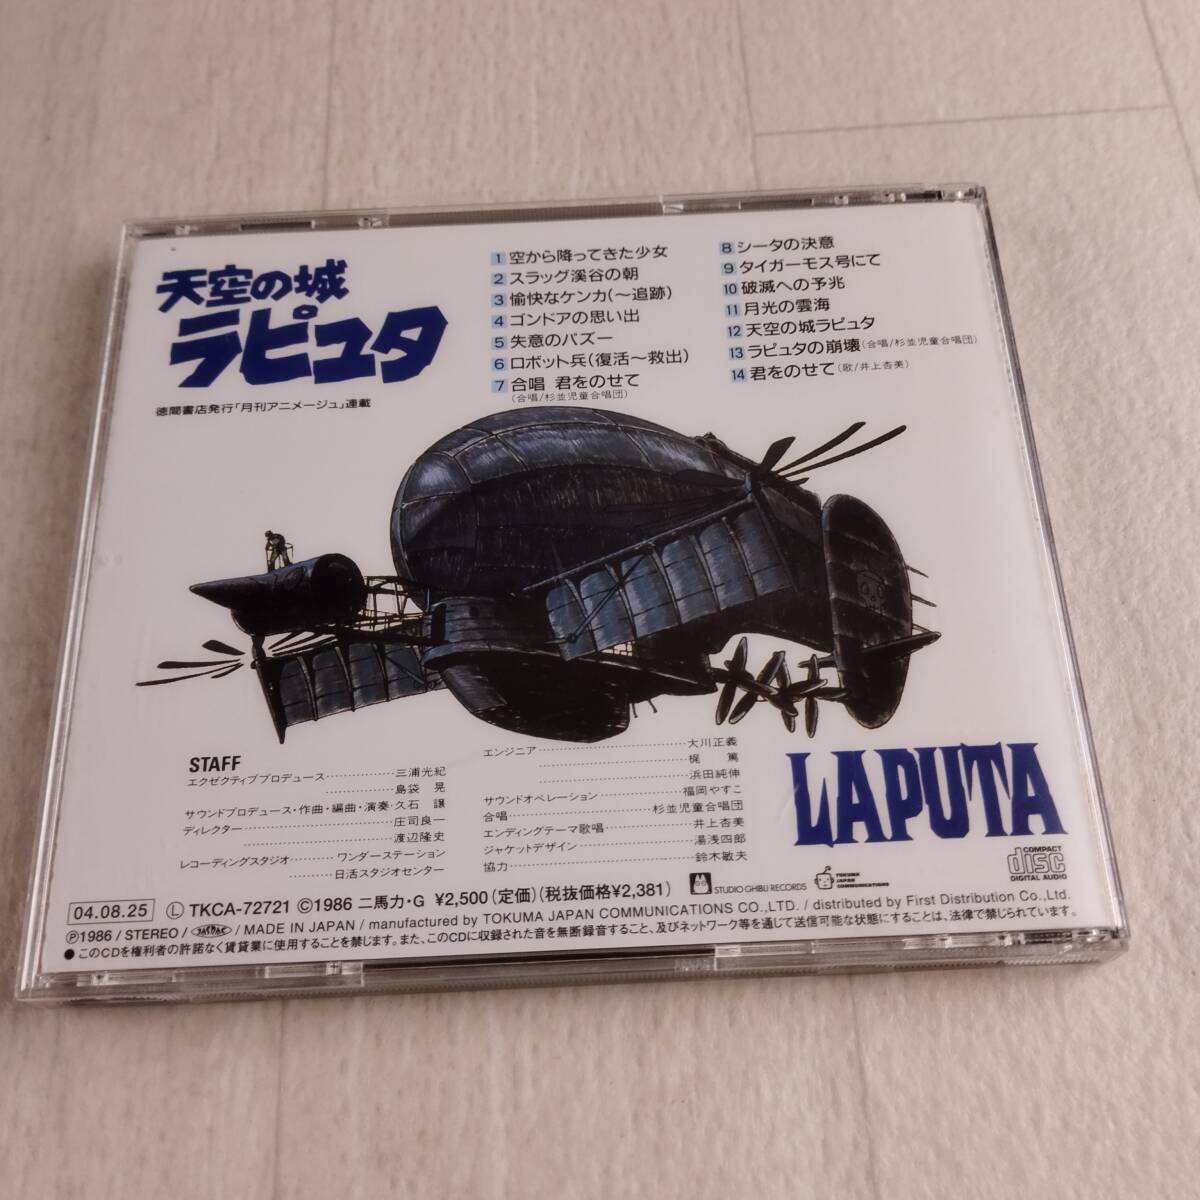 天空の城
ラピュタ
徳間書店発行「月刊アニメージュ」連載
1 空から降ってきた少女
2 スラッグ溪谷の朝
3 愉快なケンカ(〜追跡)
4 ゴンドアの思い出
5 失意のパズー
6 ロボット兵(復活〜救出)
7 合唱 君をのせて
(合唱/杉並児童合唱団)
8 シータの決意
9 タイガーモス号にて
10 破滅への予兆
11 月光の雲海
12 天空の城ラピュタ
13 ラピュタの崩壊(合唱/杉並児童合唱団)
14 君をのせて(歌/井上杏美)
STAFF
エクゼクティブプロデュース……………三浦光紀
……………島袋 晃
サウンドプロデュース・作曲・編曲・演奏・久石 譲
ディレクター……………庄司良一
……………渡辺隆史
レコーディングスタジオ……………ワンダーステーション
……………日活スタジオセンター
エンジニア……………大川正義
……………梶 篤
……………浜田純伸
サウンドオペレーション……………福岡やすこ
合唱……………杉並児童合唱団
エンディングテーマ歌唱……………井上杏美
ジャケットデザイン……………湯浅四郎
協力……………鈴木敏夫
LAPUTA
COMPACT
disc
DIGITAL AUDIO
STUDIO GHIBLI RECORDS
TOKUMA
JAPAN
COMMUNICATIONS
04.08.25 Ⓛ TKCA-72721 ©1986 二馬力・G ¥2,500(定価)(税抜価格¥2,381)
Ⓟ1986 / STEREO / JASRAC / MADE IN JAPAN / manufactured by TOKUMA JAPAN COMMUNICATIONS CO.,LTD. / distributed by First Distribution Co.,Ltd.
● このCDを権利者の許諾なく賃貸業に使用することを禁じます。また、このCDに収録された音を無断録音すること、及びネットワーク等を通じて送信可能な状態にすることは、法律で禁じられています。